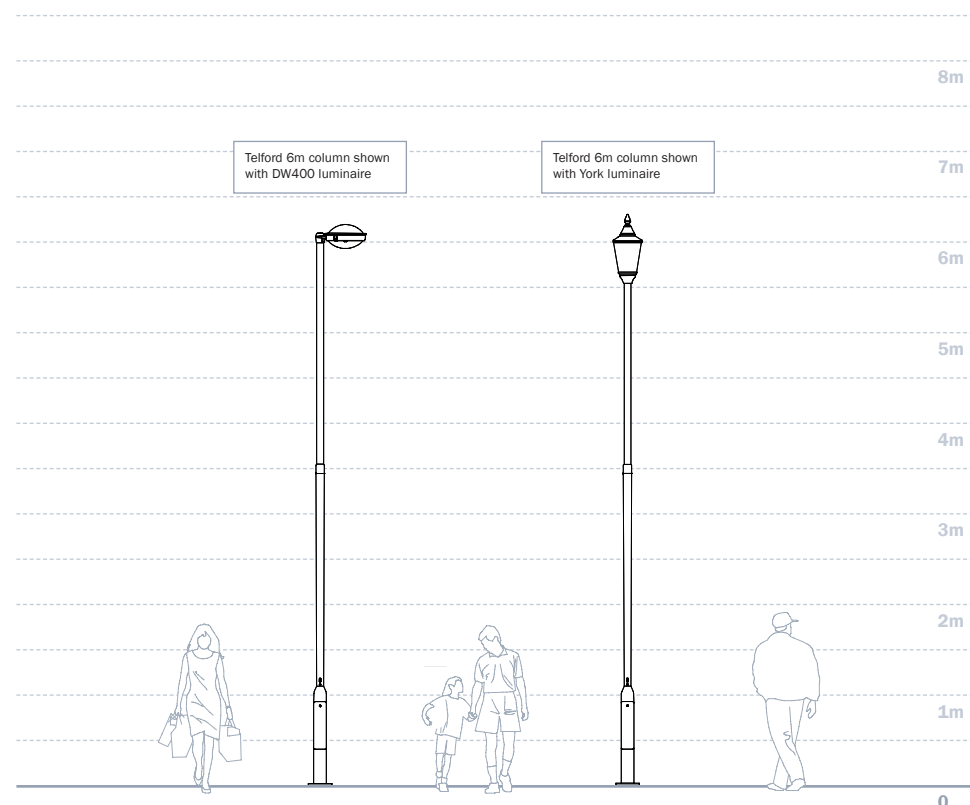 8m
Telford 6m column shown
with DW400 luminaire
Telford 6m column shown
with York luminaire
7m
6m
5m
4m
3m
2m
1m
0